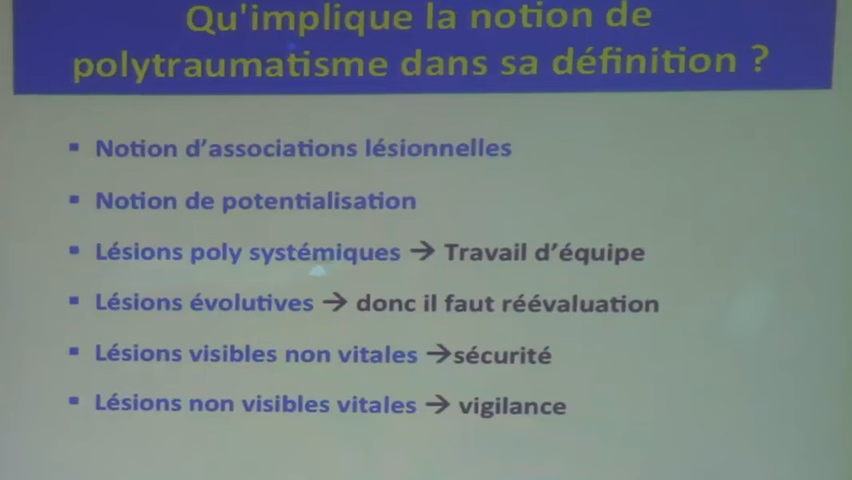 Qu'implique la notion de
polytraumatisme dans sa définition ?
▪ Notion d'associations lésionnelles
▪ Notion de potentialisation
▪ Lésions poly systémiques → Travail d'équipe
▪ Lésions évolutives → donc il faut réévaluation
▪ Lésions visibles non vitales →sécurité
▪ Lésions non visibles vitales → vigilance